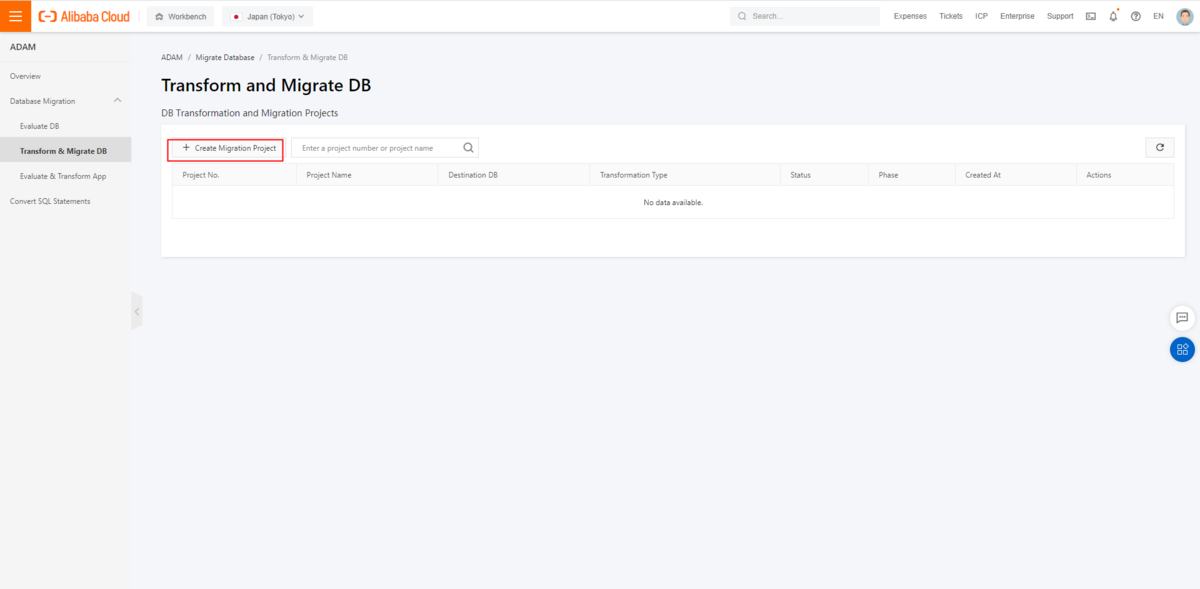 Alibaba Cloud
Workbench
Japan (Tokyo)
Search...
Expenses
Tickets
ICP
Enterprise
Support
EN
ADAM
Overview
Database Migration
Evaluate DB
Transform & Migrate DB
Evaluate & Transform App
Convert SQL Statements
ADAM / Migrate Database / Transform & Migrate DB
Transform and Migrate DB
DB Transformation and Migration Projects
+ Create Migration Project
Enter a project number or project name
Project No. Project Name Destination DB Transformation Type Status Phase Created At Actions
No data available.